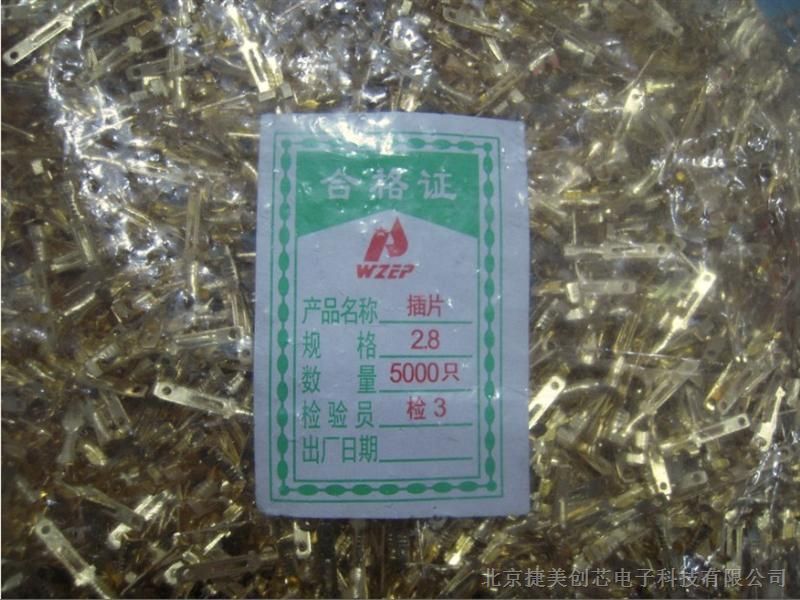 合格证
WZEP
产品名称 插片
规格 2.8
数量 5000只
检验员 检3
出厂日期
北京捷美创芯电子科技有限公司